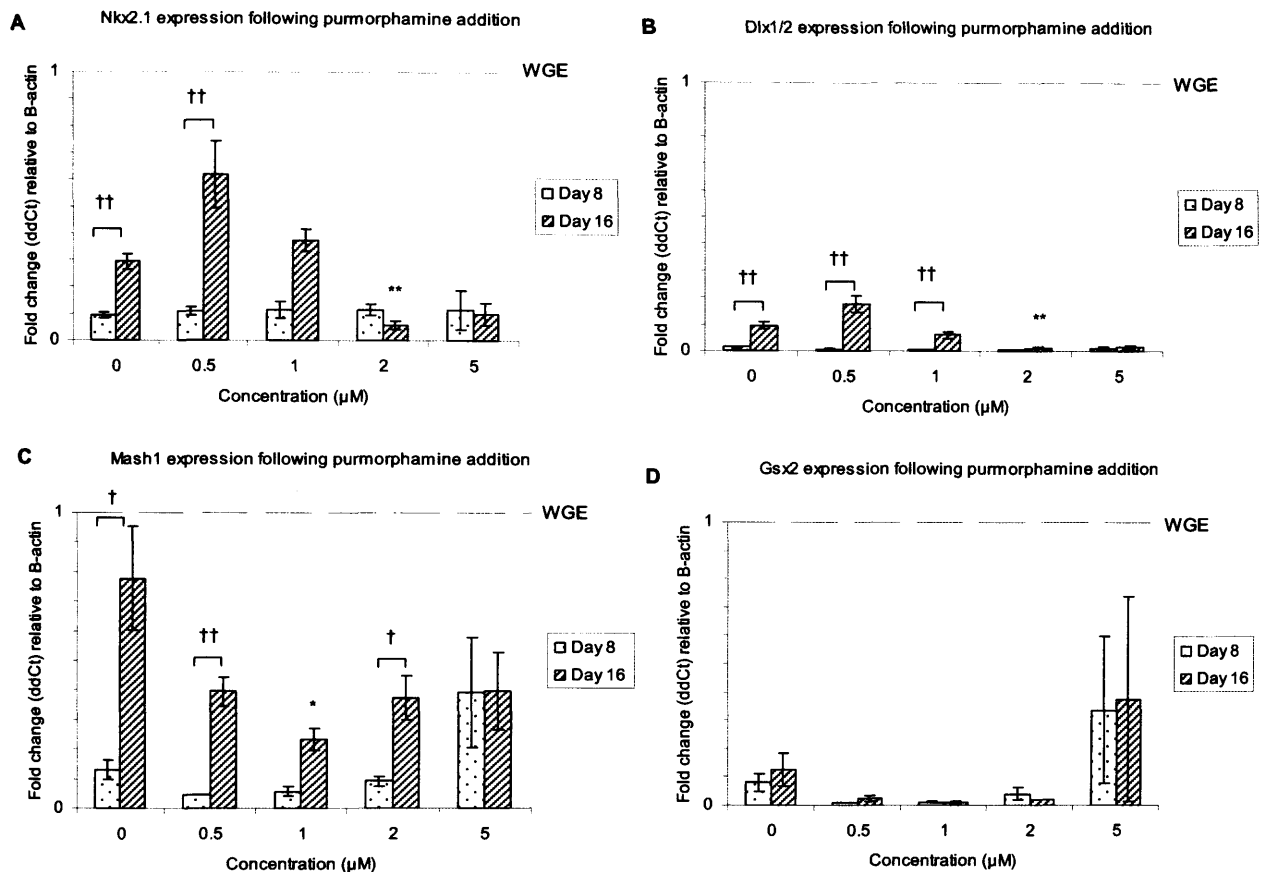 A
Nkx2.1 expression following purmorphamine addition
Fold change (ddCt) relative to B-actin
1
0
WGE
††
††
**
Day 8
Day 16
0 0.5 1 2 5
Concentration (µM)
B
Dlx1/2 expression following purmorphamine addition
Fold change (ddCt) relative to B-actin
1
0
WGE
††
††
††
**
Day 8
Day 16
0 0.5 1 2 5
Concentration (µM)
C
Mash1 expression following purmorphamine addition
Fold change (ddCt) relative to B-actin
1
0
WGE
†
††
*
†
Day 8
Day 16
0 0.5 1 2 5
Concentration (µM)
D
Gsx2 expression following purmorphamine addition
Fold change (ddCt) relative to B-actin
1
0
WGE
Day 8
Day 16
0 0.5 1 2 5
Concentration (µM)